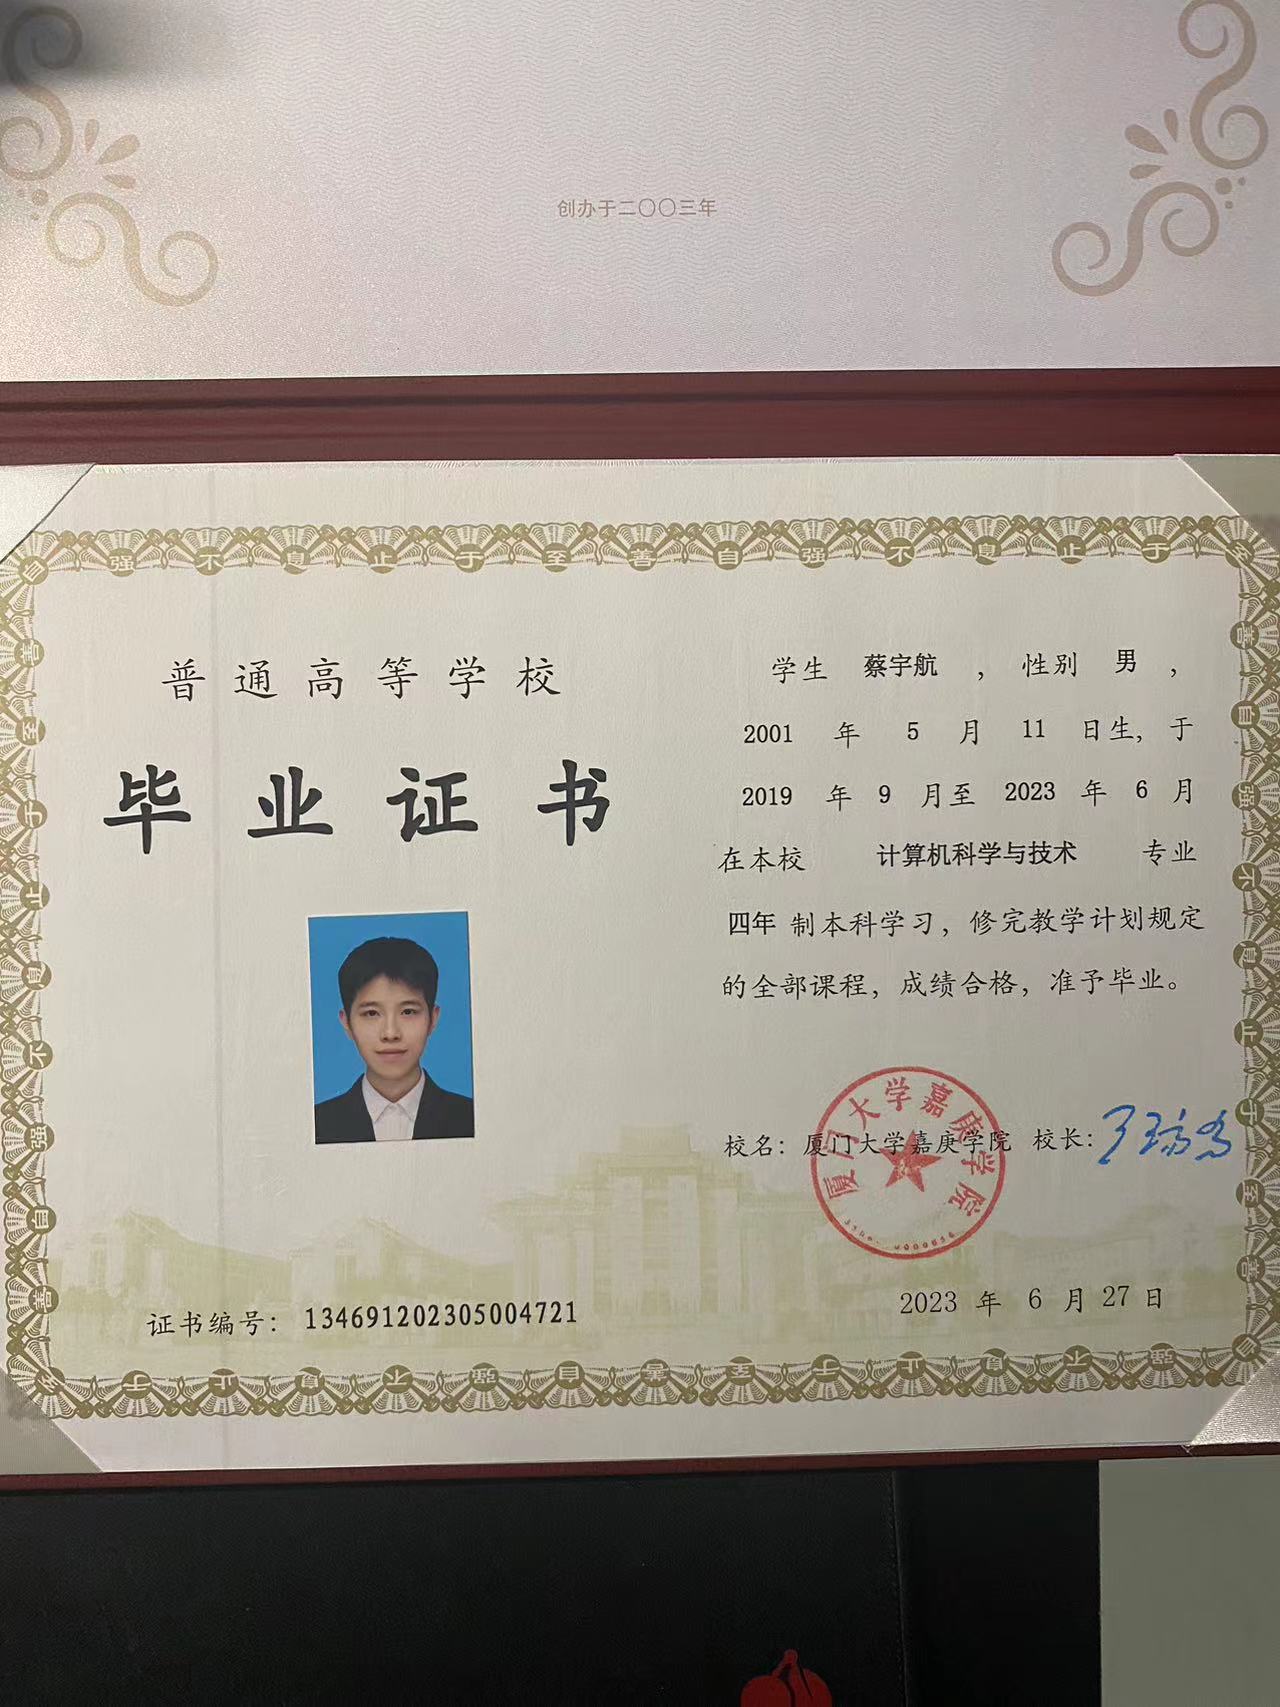 创办于二〇〇三年
自强不息止于至善自强不息止于至善
普通高等学校
毕业证书
学生 蔡宇航 ，性别 男 ，
2001 年 5 月 11 日生，于
2019 年 9 月至 2023 年 6 月
在本校 计算机科学与技术 专业
四年 制本科学习，修完教学计划规定
的全部课程，成绩合格，准予毕业。
厦门大学嘉庚学院
校名：厦门大学嘉庚学院 校长：
证书编号：134691202305004721
2023 年 6 月 27 日